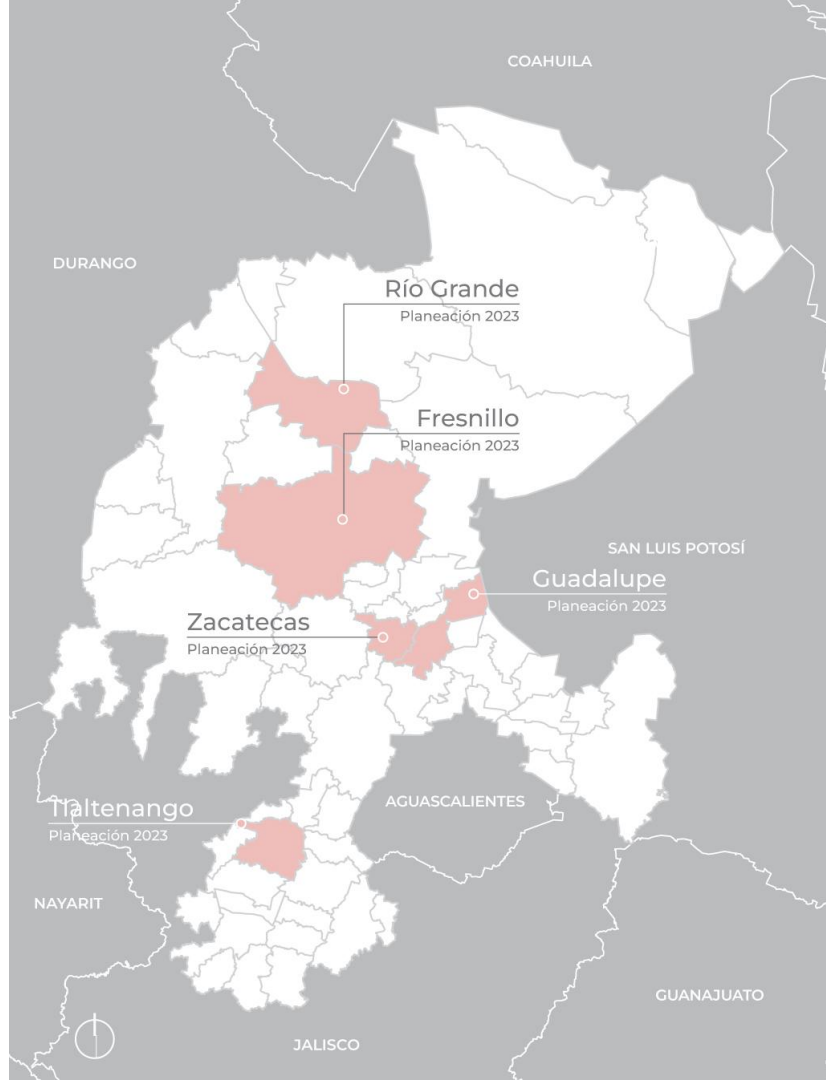 COAHUILA
DURANGO
Río Grande
Planeación 2023
Fresnillo
Planeación 2023
SAN LUIS POTOSÍ
Guadalupe
Planeación 2023
Zacatecas
Planeación 2023
AGUASCALIENTES
Tlaltenango
Planeación 2023
NAYARIT
GUANAJUATO
JALISCO